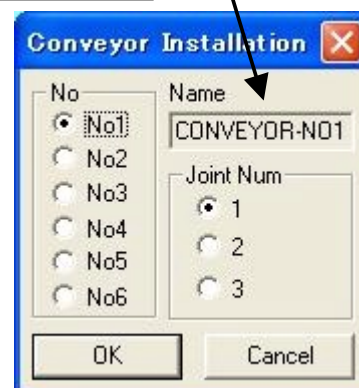 Conveyor Installation
No
No1
No2
No3
No4
No5
No6
Name
CONVEYOR-NO1
Joint Num
1
2
3
OK
Cancel